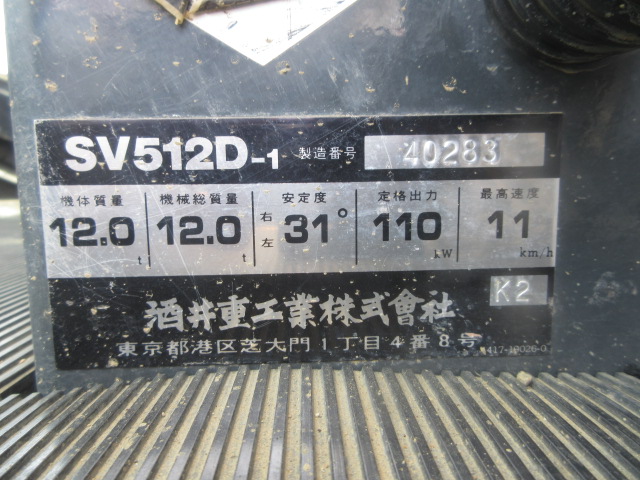 SV512D-1 製造番号 40283
機体質量 機械総質量 安定度 定格出力 最高速度
12.0 t 12.0 t 右左 31° 110 kW 11 km/h
K2
酒井重工業株式會社
東京都港区芝大門1丁目4番8号